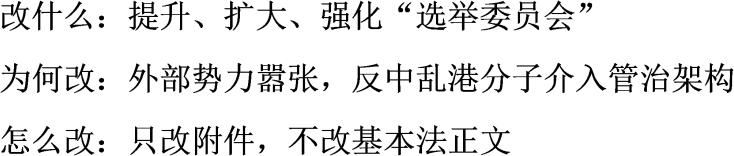 改什么：提升、扩大、强化“选举委员会”
为何改：外部势力嚣张，反中乱港分子介入管治架构
怎么改：只改附件，不改基本法正文